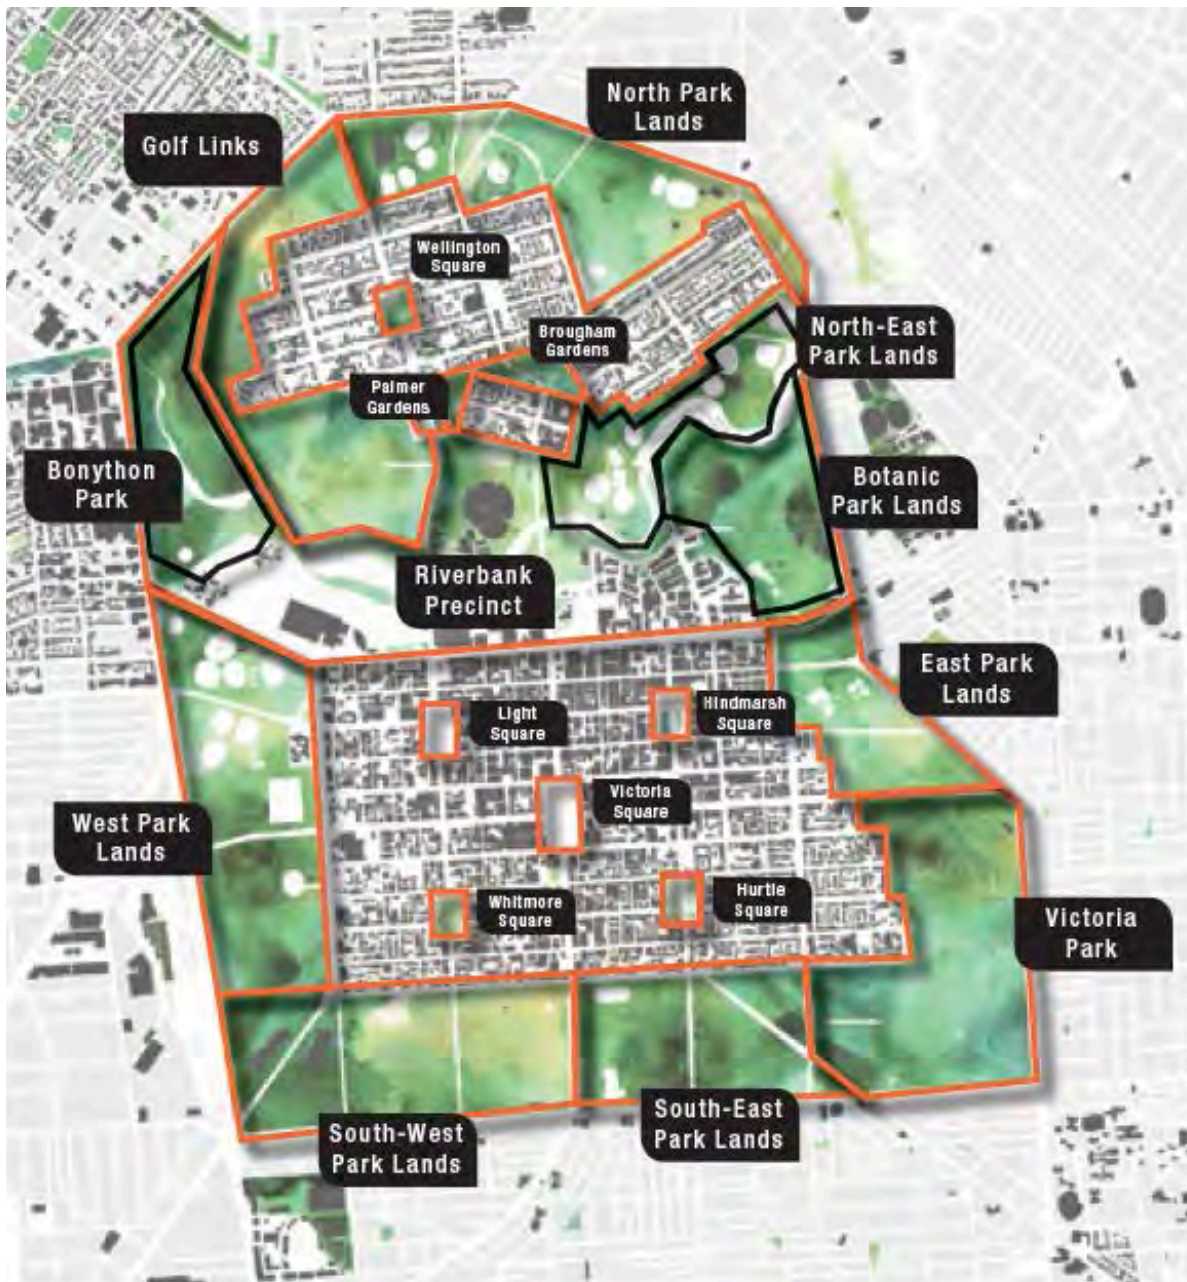 North Park
Lands
Golf Links
Wellington
Square
North-East
Park Lands
Brougham
Gardens
Palmer
Gardens
Bonython
Park
Botanic
Park Lands
Riverbank
Precinct
East Park
Lands
Light
Square
Hindmarsh
Square
Victoria
Square
West Park
Lands
Whitmore
Square
Hurtle
Square
Victoria
Park
South-West
Park Lands
South-East
Park Lands